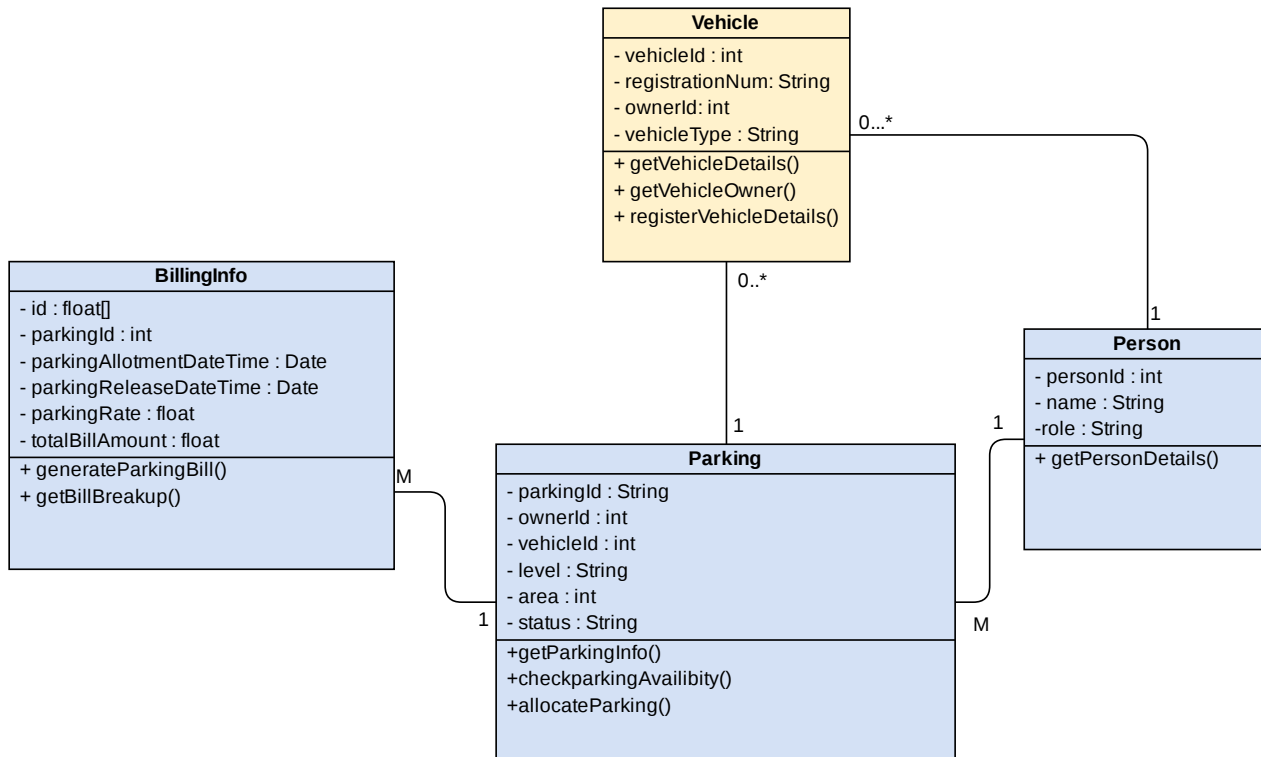 Vehicle
- vehicleId : int
- registrationNum: String
- ownerId: int
- vehicleType : String
+ getVehicleDetails()
+ getVehicleOwner()
+ registerVehicleDetails()
0...*
0..*
1
BillingInfo
- id : float[]
- parkingId : int
- parkingAllotmentDateTime : Date
- parkingReleaseDateTime : Date
- parkingRate : float
- totalBillAmount : float
+ generateParkingBill()
+ getBillBreakup()
M
1
Person
- personId : int
- name : String
-role : String
+ getPersonDetails()
1
1
Parking
- parkingId : String
- ownerId : int
- vehicleId : int
- level : String
- area : int
- status : String
+getParkingInfo()
+checkparkingAvailibity()
+allocateParking()
M